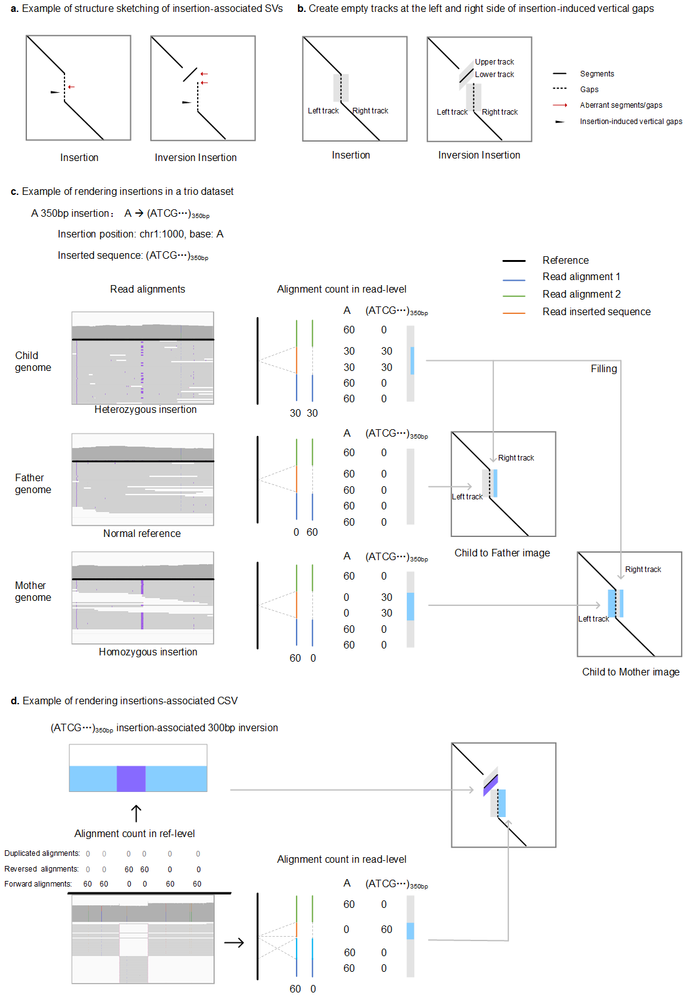 a. Example of structure sketching of insertion-associated SVs
b. Create empty tracks at the left and right side of insertion-induced vertical gaps
Upper track
Lower track
Left track
Right track
Left track
Right track
Insertion
Inversion Insertion
Insertion
Inversion Insertion
Segments
Gaps
Aberrant segments/gaps
Insertion-induced vertical gaps
c. Example of rendering insertions in a trio dataset
A 350bp insertion: A → (ATCG⋯)350bp
Insertion position: chr1:1000, base: A
Inserted sequence: (ATCG⋯)350bp
Reference
Read alignment 1
Read alignment 2
Read inserted sequence
Read alignments
Alignment count in read-level
Child
genome
Heterozygous insertion
30 30
A (ATCG⋯)350bp
60 0
30 30
30 30
60 0
60 0
Filling
Father
genome
Normal reference
0 60
A (ATCG⋯)350bp
60 0
60 0
60 0
60 0
60 0
Right track
Left track
Child to Father image
Mother
genome
Homozygous insertion
60 0
A (ATCG⋯)350bp
60 0
0 30
0 30
60 0
60 0
Right track
Left track
Child to Mother image
d. Example of rendering insertions-associated CSV
(ATCG⋯)350bp insertion-associated 300bp inversion
Alignment count in ref-level
Duplicated alignments: 0 0 0 0 0 0
Reversed alignments: 0 0 60 60 0 0
Forward alignments: 60 60 0 0 60 60
Alignment count in read-level
A (ATCG⋯)350bp
60 0
0 60
60 0
60 0
60 0